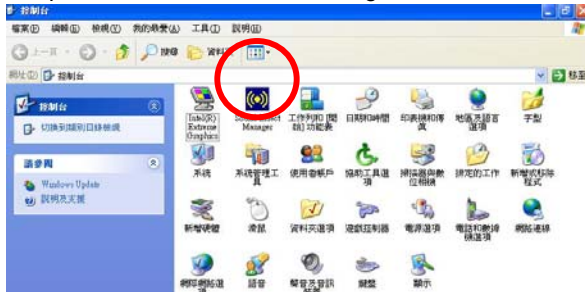 控制台
檔案(F) 編輯(E) 檢視(V) 我的最愛(A) 工具(T) 說明(H)
上一頁 搜尋 資料
網址(D) 控制台 移至
控制台
切換到類別目錄檢視
請參閱
Windows Update
說明及支援
Intel(R) Extreme Graphics
Manager
工作列和 [開始] 功能表
日期和時間
印表機和傳真
地區及語言選項
字型
系統
系統管理工具
使用者帳戶
協助工具選項
掃描器與數位相機
排定的工作
新增或移除程式
新增硬體
滑鼠
資料夾選項
遊戲控制器
電源選項
電話和數據機選項
網路連線
網際網路選項
語音
聲音及音訊裝置
鍵盤
顯示